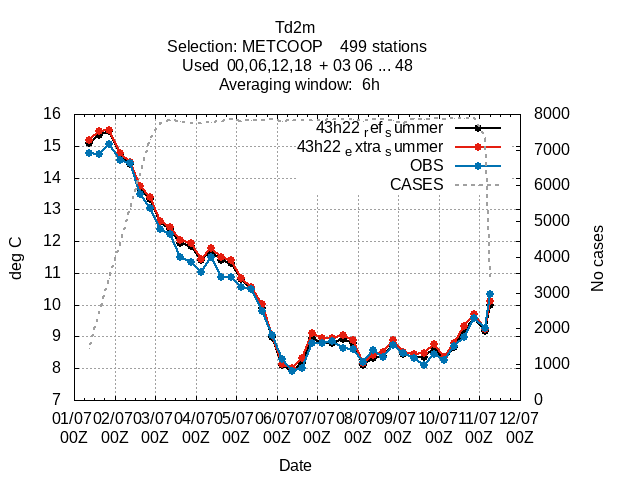 Td2m
Selection: METCOOP    499 stations
Used  00,06,12,18  + 03 06 ... 48
Averaging window:  6h
16
15
14
13
12
11
10
9
8
7
deg C
8000
7000
6000
5000
4000
3000
2000
1000
0
No cases
43h22 ref summer
43h22 extra summer
OBS
CASES
01/07 02/07 03/07 04/07 05/07 06/07 07/07 08/07 09/07 10/07 11/07 12/07
00Z 00Z 00Z 00Z 00Z 00Z 00Z 00Z 00Z 00Z 00Z 00Z
Date